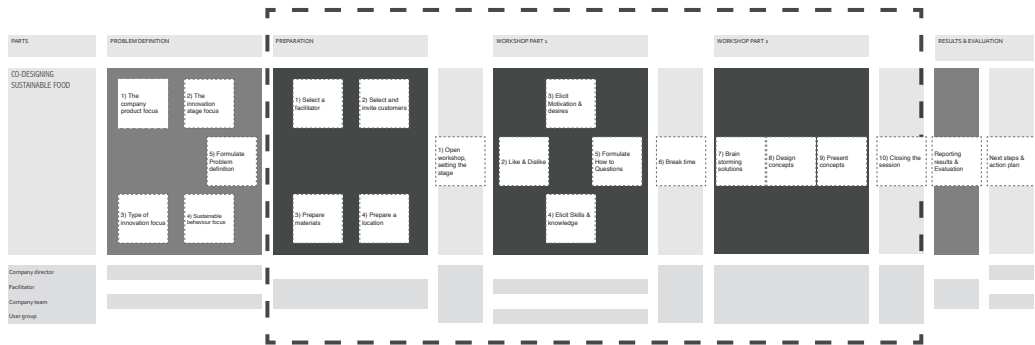 PARTS
PROBLEM DEFINITION
PREPARATION
WORKSHOP PART 1
WORKSHOP PART 2
RESULTS & EVALUATION
CO-DESIGNING
SUSTAINABLE FOOD
1) The
company
product focus
2) The
innovation
stage focus
5) Formulate
Problem
definition
3) Type of
innovation focus
4) Sustainable
behaviour focus
1) Select a
facilitator
2) Select and
invite customers
3) Prepare
materials
4) Prepare a
location
1) Open
workshop,
setting the
stage
2) Like & Dislike
3) Elicit
Motivation &
desires
5) Formulate
How to
Questions
4) Elicit Skills &
knowledge
6) Break time
7) Brain
storming
solutions
8) Design
concepts
9) Present
concepts
10) Closing the
session
Reporting
results &
Evaluation
Next steps &
action plan
Company director
Facilitator
Company team
User group